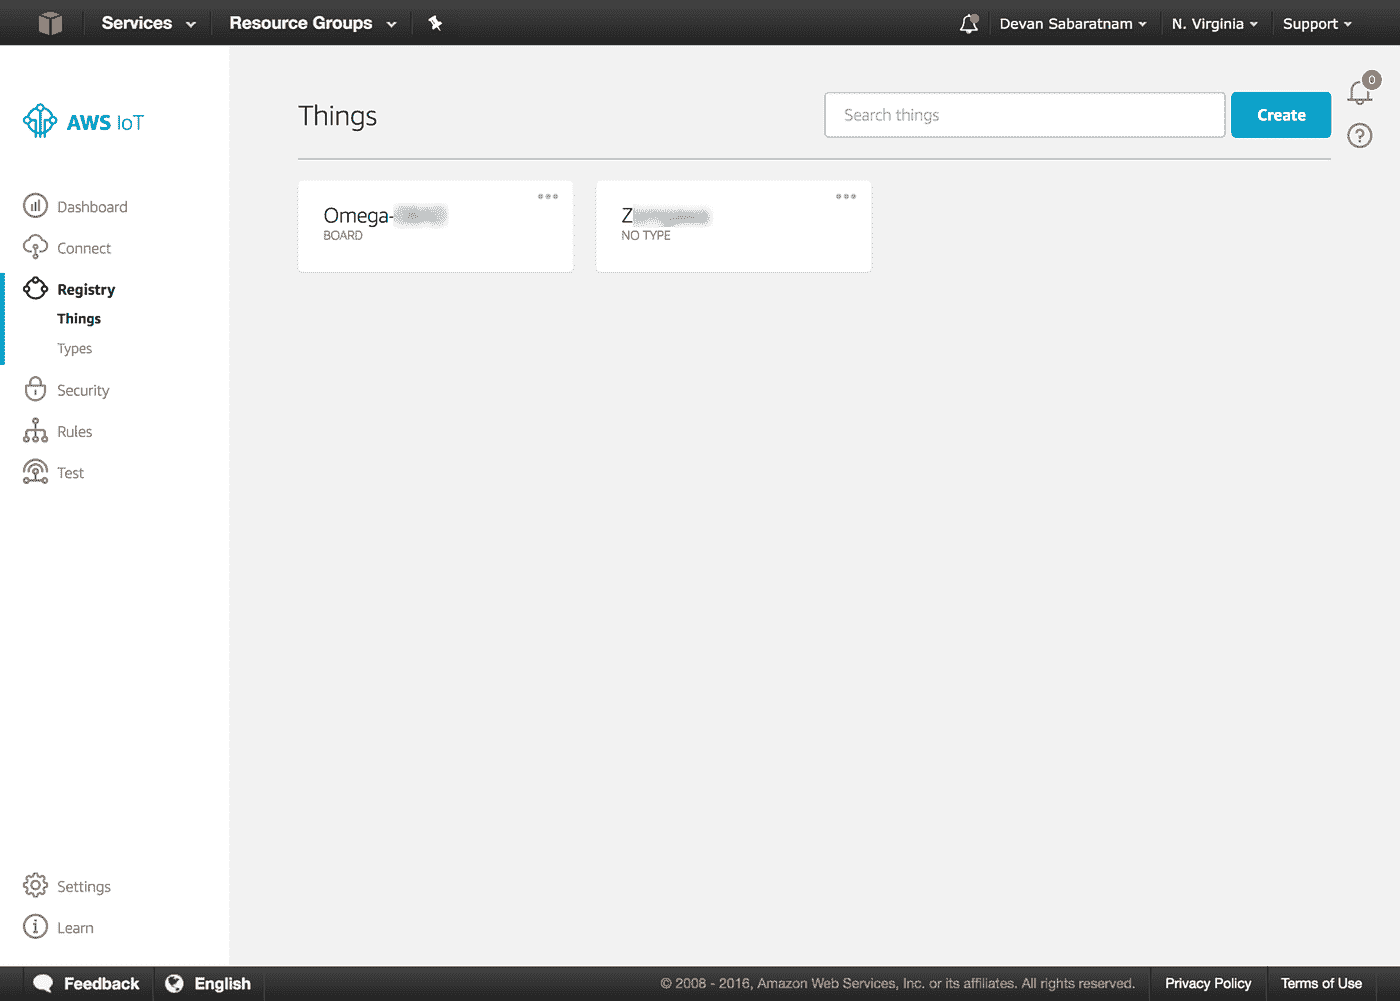 Services Resource Groups Devan Sabaratnam N. Virginia Support
AWS IoT
Things
Search things
Create
0
?
Dashboard
Connect
Registry
Things
Types
Security
Rules
Test
Omega-
BOARD
Z
NO TYPE
Settings
Learn
Feedback English © 2008 - 2016, Amazon Web Services, Inc. or its affiliates. All rights reserved. Privacy Policy Terms of Use